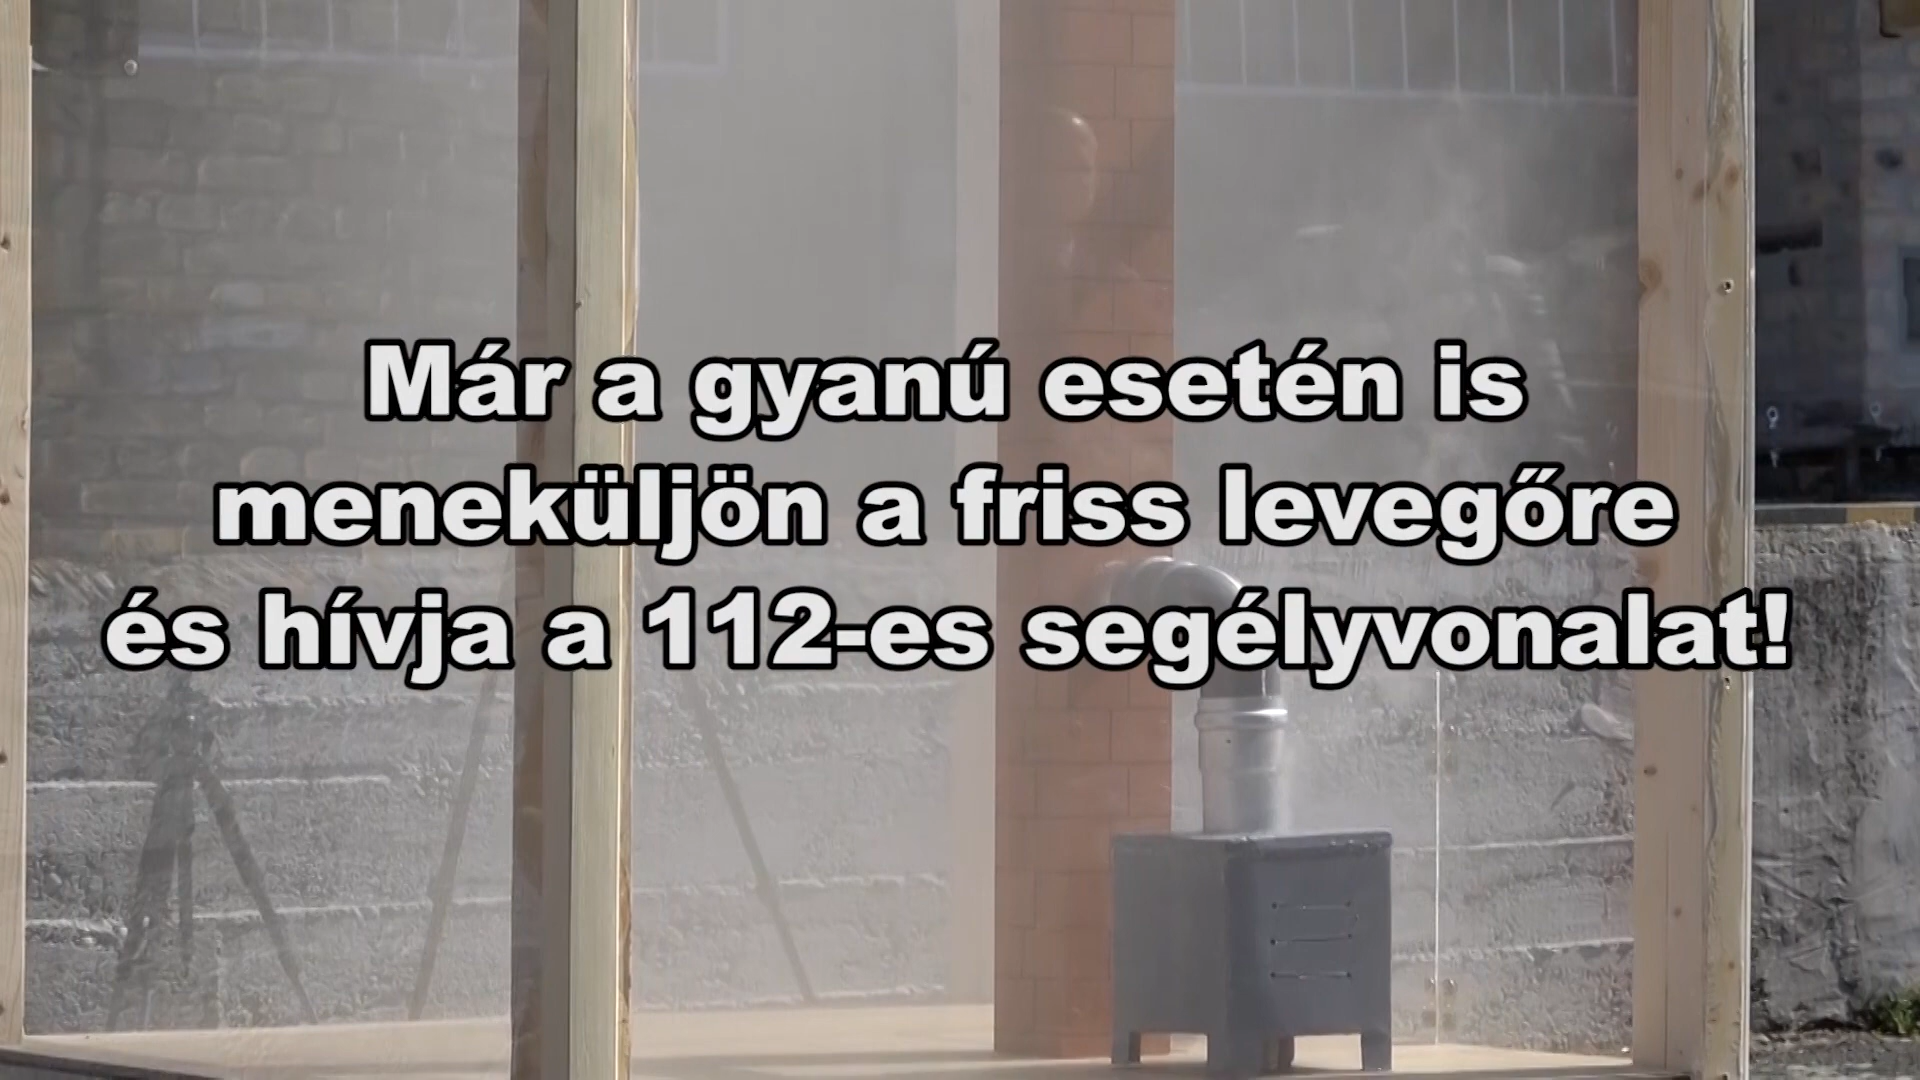 Már a gyanú esetén is
meneküljön a friss levegőre
és hívja a 112-es segélyvonalat!